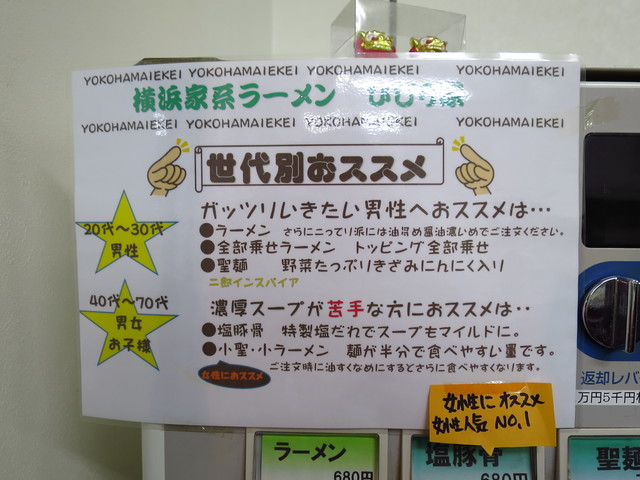 YOKOHAMAIEKEI YOKOHAMAIEKEI YOKOHAMAIEKEI YOKOHAMAIEKEI
横浜家系ラーメン ひじり家
YOKOHAMAIEKEI YOKOHAMAIEKEI YOKOHAMAIEKEI YOKOHAMAIEKEI
世代別おススメ
20代〜30代
男性
ガッツリいきたい男性へおススメは…
●ラーメン さらにこってり派には油多め醤油濃いめでご注文ください。
●全部乗せラーメン トッピング全部乗せ
●聖麺 野菜たっぷりきざみにんにく入り
二郎インスパイア
40代〜70代
男女
お子様
濃厚スープが苦手な方におススメは‥
●塩豚骨 特製塩だれでスープもマイルドに。
●小聖・小ラーメン 麺が半分で食べやすい量です。
女性におススメ
ご注文時に油すくなめにするとさらに食べやすくなります。
女性に オススメ
女性人気 NO.1
返却レバ
万円5千円札
ラーメン
680円
塩豚骨
680円
聖麺